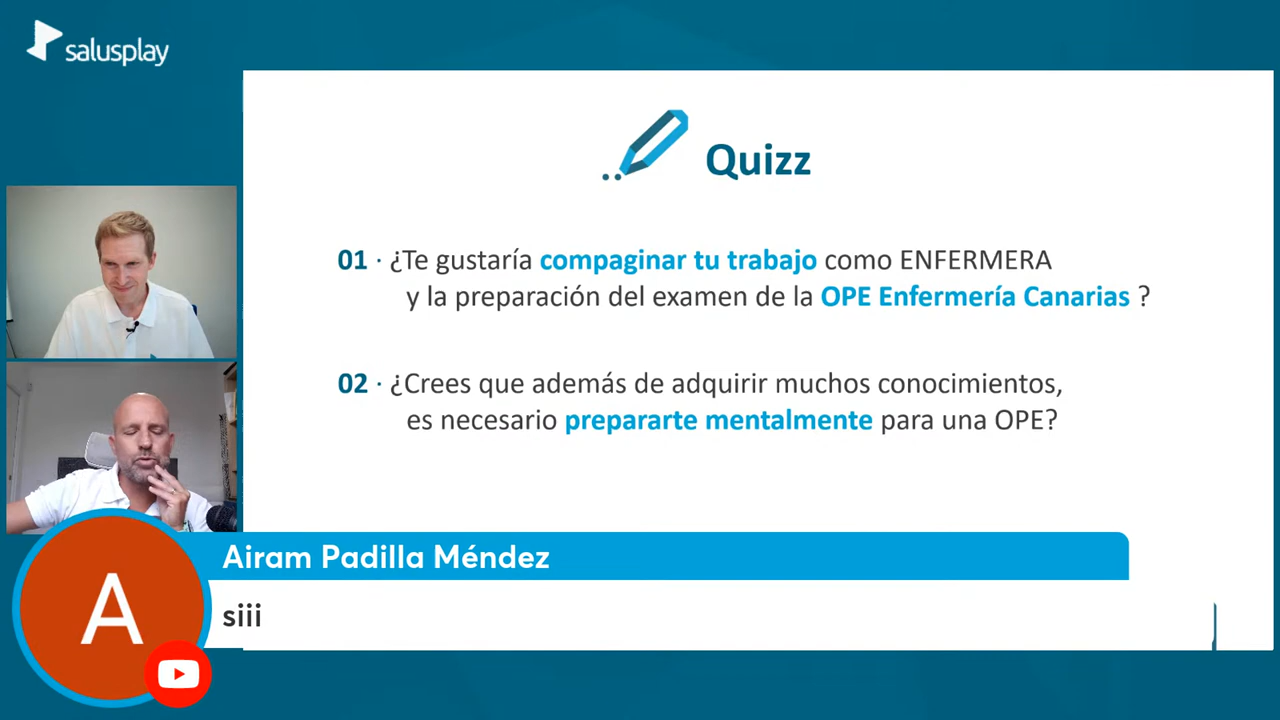 salusplay
Quizz
01 · ¿Te gustaría compaginar tu trabajo como ENFERMERA
y la preparación del examen de la OPE Enfermería Canarias ?
02 · ¿Crees que además de adquirir muchos conocimientos,
es necesario prepararte mentalmente para una OPE?
Airam Padilla Méndez
A
siii